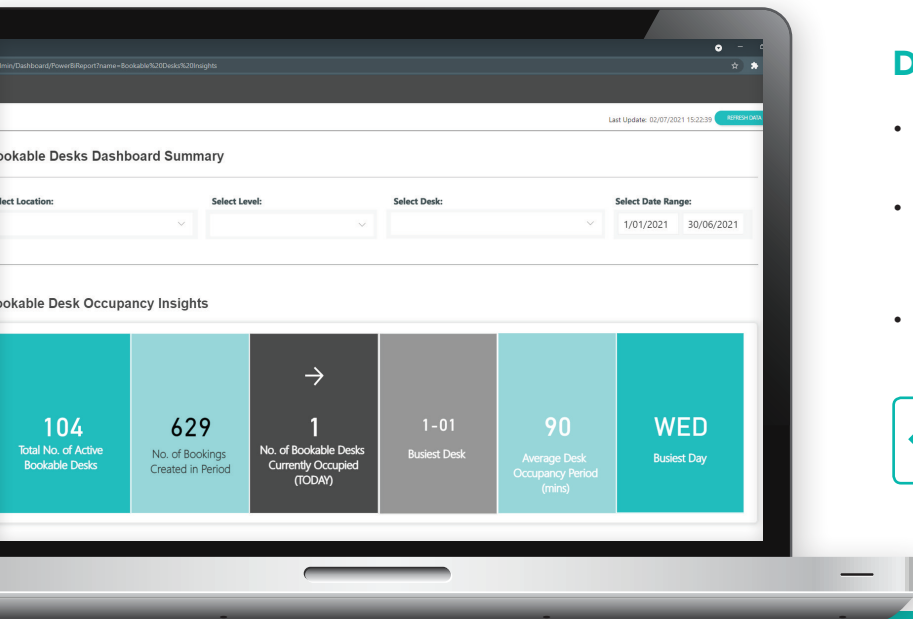 dmin/Dashboard/PowerBiReport?name=Bookable%20Desks%20Insights
Last Update: 02/07/2021 15:22:39 REFRESH DATA
ookable Desks Dashboard Summary
lect Location: Select Level: Select Desk: Select Date Range:
1/01/2021 30/06/2021
ookable Desk Occupancy Insights
104
Total No. of Active
Bookable Desks
629
No. of Bookings
Created in Period
1
No. of Bookable Desks
Currently Occupied
(TODAY)
1-01
Busiest Desk
90
Average Desk
Occupancy Period
(mins)
WED
Busiest Day
D